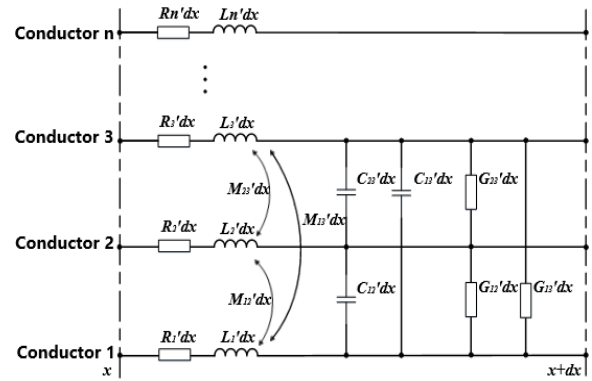 Rn'dx Ln'dx
Conductor n
R3'dx L3'dx
Conductor 3
C23'dx C13'dx G23'dx
M23'dx
M13'dx
R2'dx L2'dx
Conductor 2
M12'dx C12'dx G12'dx G13'dx
R1'dx L1'dx
Conductor 1
x x+dx